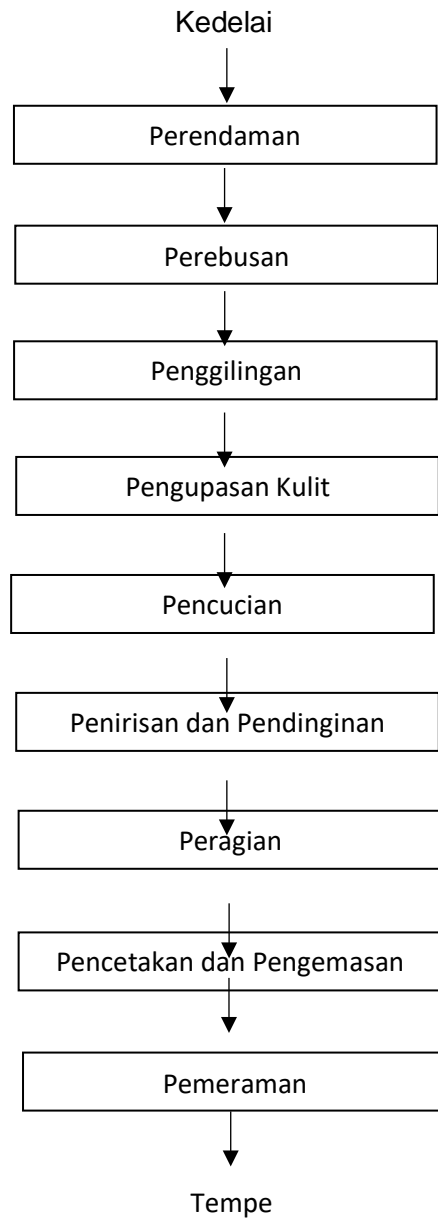 Kedelai
Perendaman
Perebusan
Penggilingan
Pengupasan Kulit
Pencucian
Penirisan dan Pendinginan
Peragian
Pencetakan dan Pengemasan
Pemeraman
Tempe